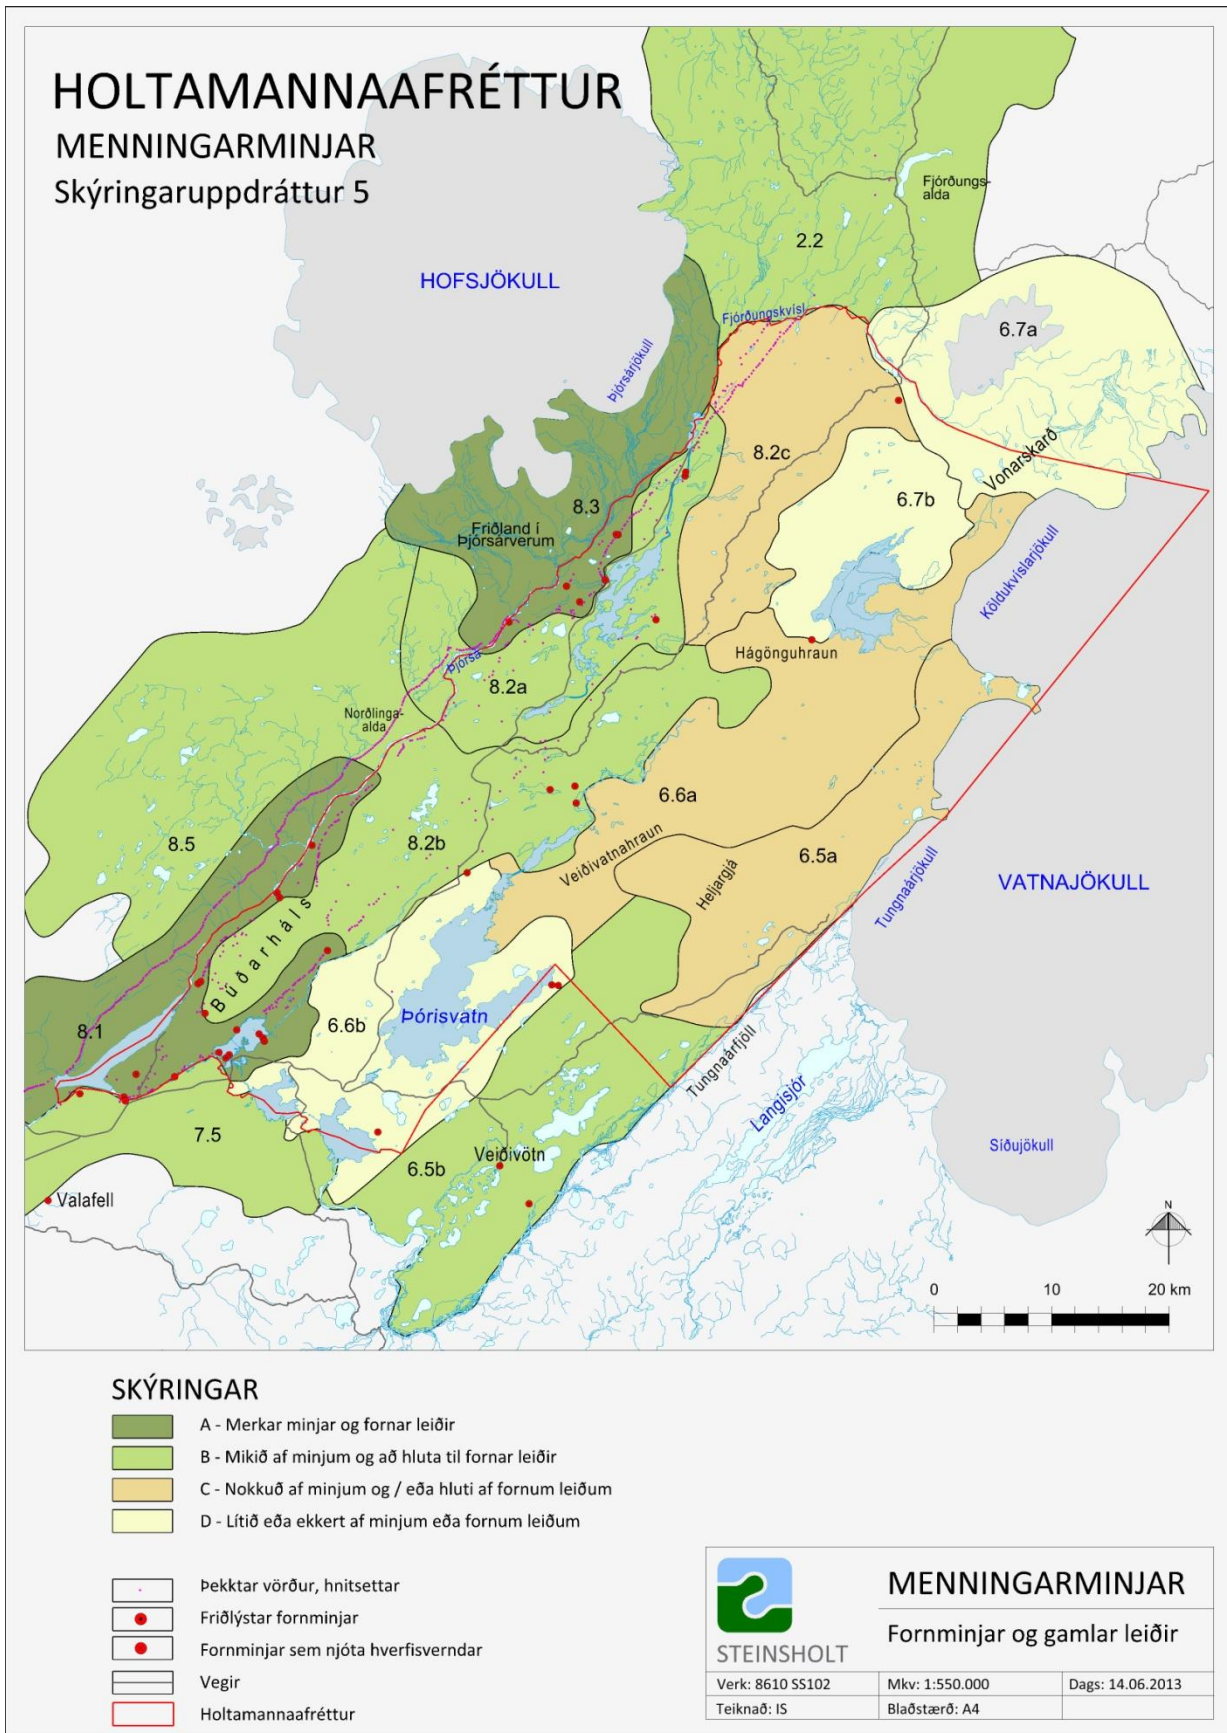 HOLTAMANNAAFRÉTTUR
MENNINGARMINJAR
Skýringaruppdráttur 5
Fjórðungs-
alda
2.2
HOFSJÖKULL
Fjórðungskvísl
6.7a
Þjórsárjökull
8.2c
Vonarskarð
8.3
6.7b
Friðland í
Þjórsárverum
Köldukvíslarjökull
Hágönguhraun
Þjórsá
8.2a
Norðlinga-
alda
6.6a
8.5
8.2b
Veiðivatnahraun
6.5a
Heljargjá
VATNAJÖKULL
Tungnaárjökull
Búðarháls
Þórisvatn
8.1
6.6b
Tungnaárfjöll
Langisjór
7.5
Síðujökull
Veiðivötn
6.5b
Valafell
N
0 10 20 km
SKÝRINGAR
A - Merkar minjar og fornar leiðir
B - Mikið af minjum og að hluta til fornar leiðir
C - Nokkuð af minjum og / eða hluti af fornum leiðum
D - Lítið eða ekkert af minjum eða fornum leiðum
Þekktar vörður, hnitsettar
Friðlýstar fornminjar
Fornminjar sem njóta hverfisverndar
Vegir
Holtamannaafréttur
STEINSHOLT
MENNINGARMINJAR
Fornminjar og gamlar leiðir
Verk: 8610 SS102 Mkv: 1:550.000 Dags: 14.06.2013
Teiknað: IS Blaðstærð: A4